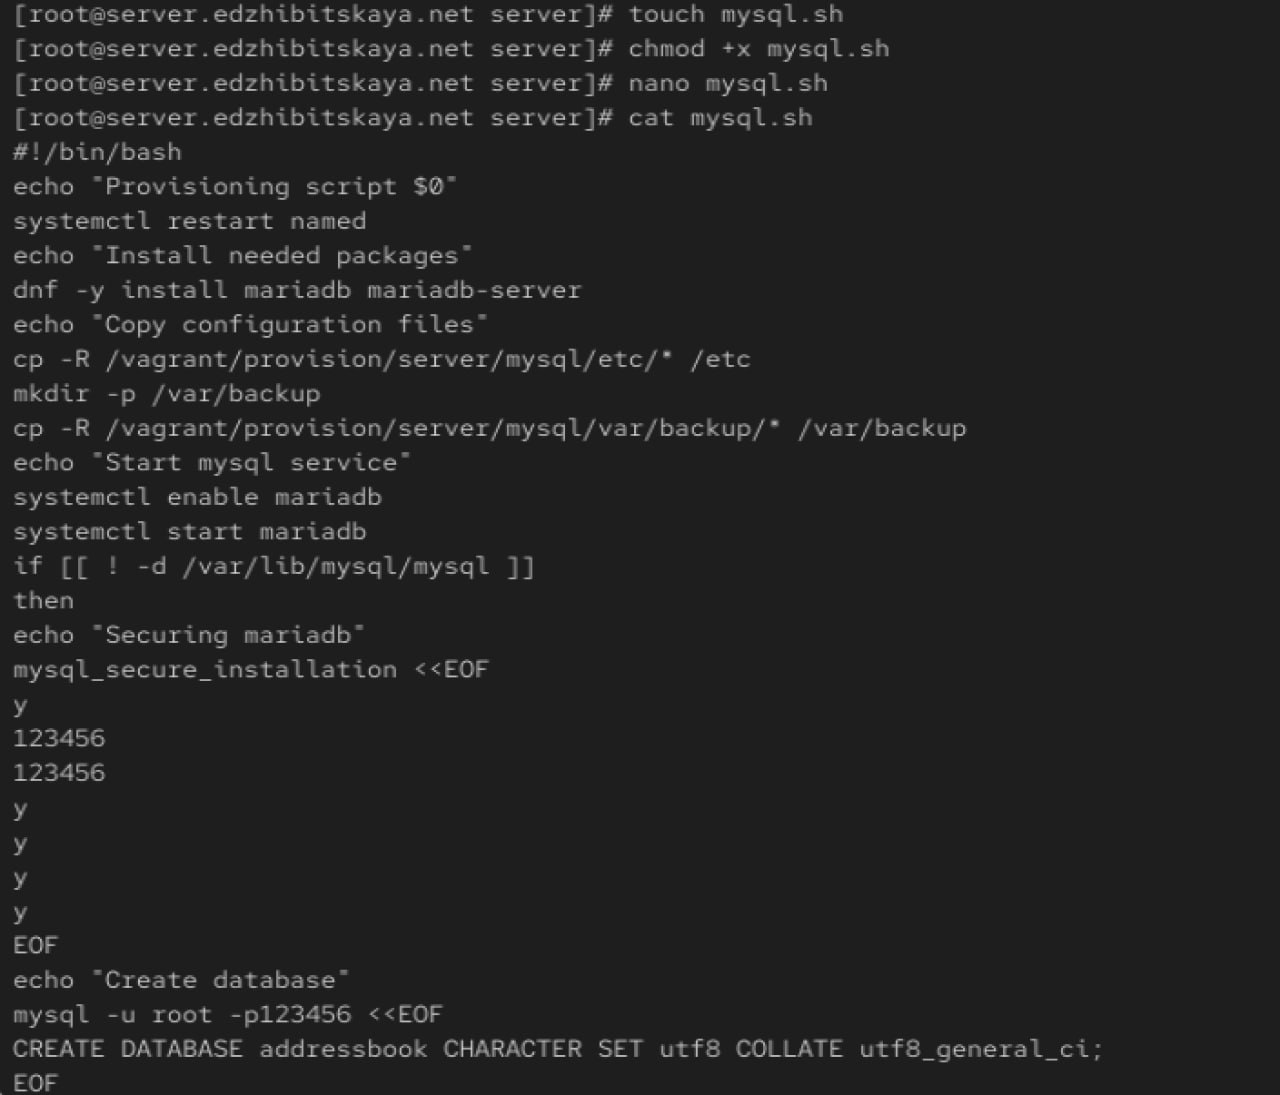 [root@server.edzhibitskaya.net server]# touch mysql.sh
[root@server.edzhibitskaya.net server]# chmod +x mysql.sh
[root@server.edzhibitskaya.net server]# nano mysql.sh
[root@server.edzhibitskaya.net server]# cat mysql.sh
#!/bin/bash
echo "Provisioning script $0"
systemctl restart named
echo "Install needed packages"
dnf -y install mariadb mariadb-server
echo "Copy configuration files"
cp -R /vagrant/provision/server/mysql/etc/* /etc
mkdir -p /var/backup
cp -R /vagrant/provision/server/mysql/var/backup/* /var/backup
echo "Start mysql service"
systemctl enable mariadb
systemctl start mariadb
if [[ ! -d /var/lib/mysql/mysql ]]
then
echo "Securing mariadb"
mysql_secure_installation <<EOF
y
123456
123456
y
y
y
y
EOF
echo "Create database"
mysql -u root -p123456 <<EOF
CREATE DATABASE addressbook CHARACTER SET utf8 COLLATE utf8_general_ci;
EOF